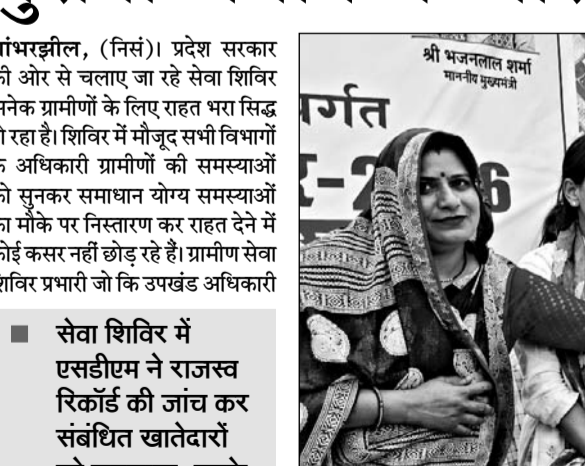 सांभरझील, (निसं)। प्रदेश सरकार
की ओर से चलाए जा रहे सेवा शिविर
अनेक ग्रामीणों के लिए राहत भरा सिद्ध
हो रहा है। शिविर में मौजूद सभी विभागों
के अधिकारी ग्रामीणों की समस्याओं
को सुनकर समाधान योग्य समस्याओं
का मौके पर निस्तारण कर राहत देने में
कोई कसर नहीं छोड़ रहे हैं। ग्रामीण सेवा
शिविर प्रभारी जो कि उपखंड अधिकारी
सेवा शिविर में
एसडीएम ने राजस्व
रिकॉर्ड की जांच कर
संबंधित खातेदारों
श्री भजनलाल शर्मा
माननीय मुख्यमंत्री
र्गत
र-2 6